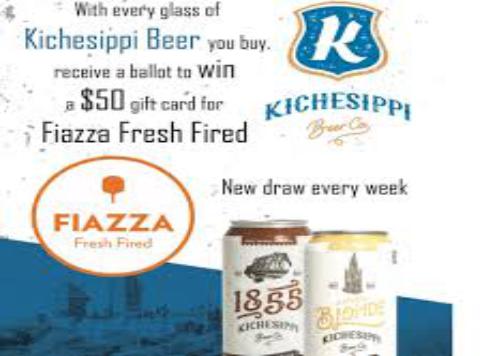 With every glass of
Kichesippi Beer you buy,
receive a ballot to win
a $50 gift card for
Fiazza Fresh Fired
K
KICHESIPPI
Beer Co.
New draw every week
FIAZZA
Fresh Fired
1855
KICHESIPPI
Beer Co.
BLONDE
KICHESIPPI
Beer Co.